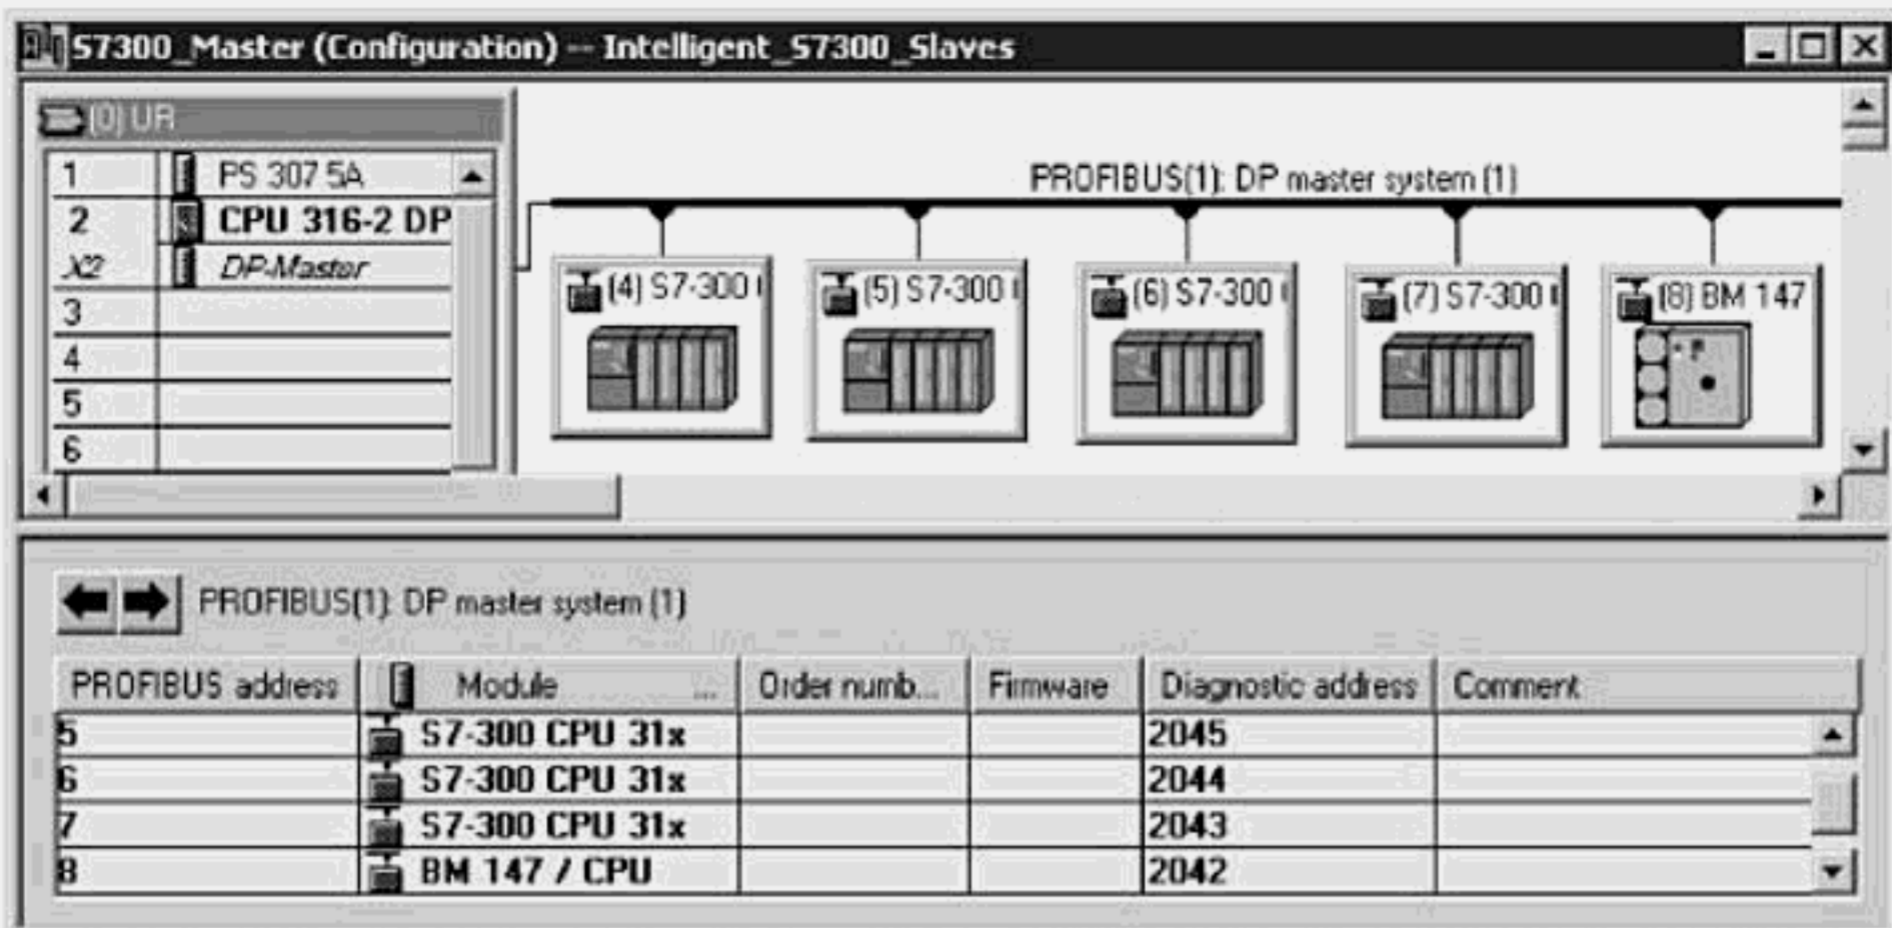 S7300_Master (Configuration) -- Intelligent_S7300_Slaves
(0) UR
1 PS 307 5A
2 CPU 316-2 DP
X2 DP-Master
3
4
5
6
PROFIBUS(1): DP master system (1)
(4) S7-300
(5) S7-300
(6) S7-300
(7) S7-300
(8) BM 147
PROFIBUS(1): DP master system (1)
PROFIBUS address Module ... Order numb... Firmware Diagnostic address Comment
5 S7-300 CPU 31x 2045
6 S7-300 CPU 31x 2044
7 S7-300 CPU 31x 2043
8 BM 147 / CPU 2042